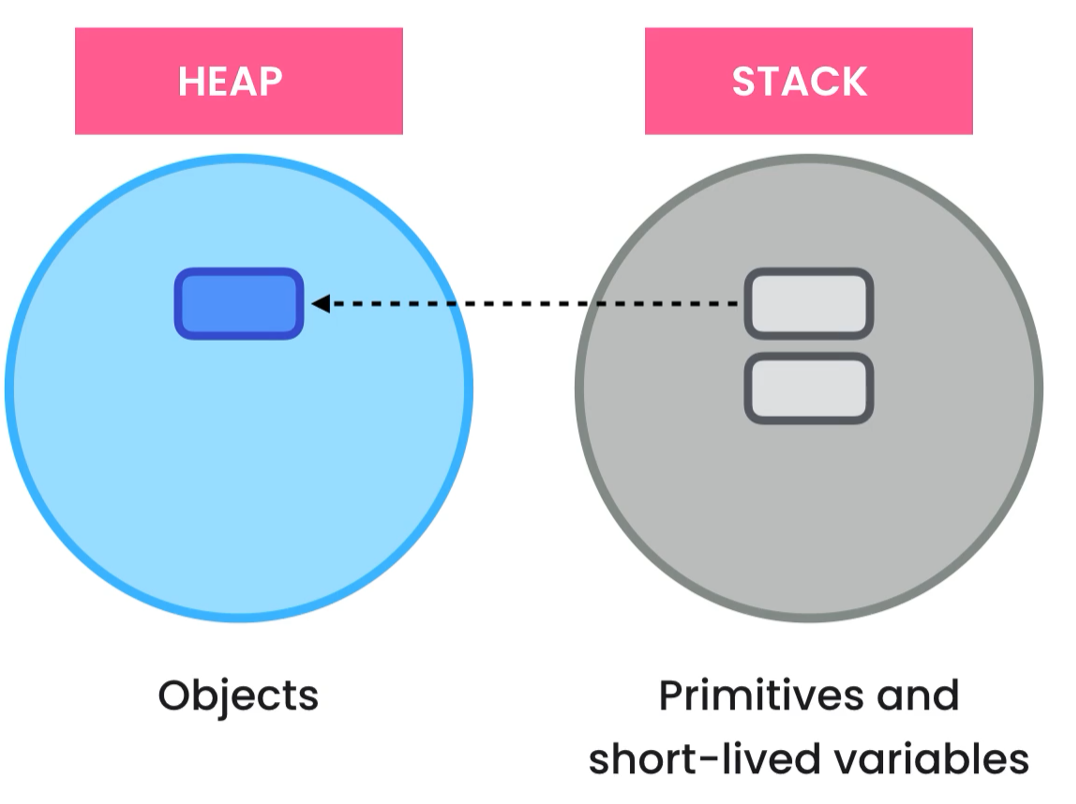 HEAP
STACK
Objects
Primitives and
short-lived variables